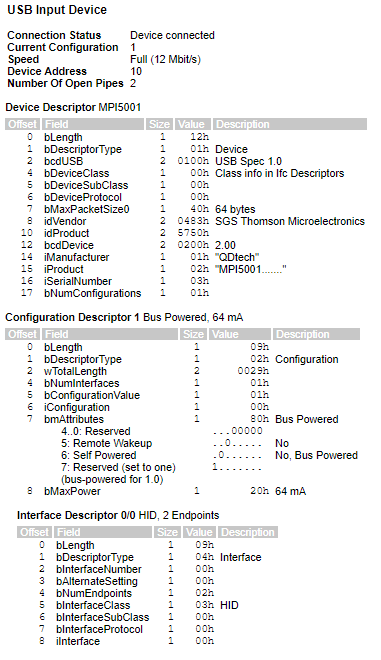 USB Input Device
Connection Status Device connected
Current Configuration 1
Speed Full (12 Mbit/s)
Device Address 10
Number Of Open Pipes 2
Device Descriptor MPI5001
Offset Field Size Value Description
0 bLength 1 12h
1 bDescriptorType 1 01h Device
2 bcdUSB 2 0100h USB Spec 1.0
4 bDeviceClass 1 00h Class info in Ifc Descriptors
5 bDeviceSubClass 1 00h
6 bDeviceProtocol 1 00h
7 bMaxPacketSize0 1 40h 64 bytes
8 idVendor 2 0483h SGS Thomson Microelectronics
10 idProduct 2 5750h
12 bcdDevice 2 0200h 2.00
14 iManufacturer 1 01h "QDtech"
15 iProduct 1 02h "MPI5001......."
16 iSerialNumber 1 03h
17 bNumConfigurations 1 01h
Configuration Descriptor 1 Bus Powered, 64 mA
Offset Field Size Value Description
0 bLength 1 09h
1 bDescriptorType 1 02h Configuration
2 wTotalLength 2 0029h
4 bNumInterfaces 1 01h
5 bConfigurationValue 1 01h
6 iConfiguration 1 00h
7 bmAttributes 1 80h Bus Powered
4..0: Reserved ...00000
5: Remote Wakeup ..0..... No
6: Self Powered .0...... No, Bus Powered
7: Reserved (set to one) 1.......
(bus-powered for 1.0)
8 bMaxPower 1 20h 64 mA
Interface Descriptor 0/0 HID, 2 Endpoints
Offset Field Size Value Description
0 bLength 1 09h
1 bDescriptorType 1 04h Interface
2 bInterfaceNumber 1 00h
3 bAlternateSetting 1 00h
4 bNumEndpoints 1 02h
5 bInterfaceClass 1 03h HID
6 bInterfaceSubClass 1 00h
7 bInterfaceProtocol 1 00h
8 iInterface 1 00h